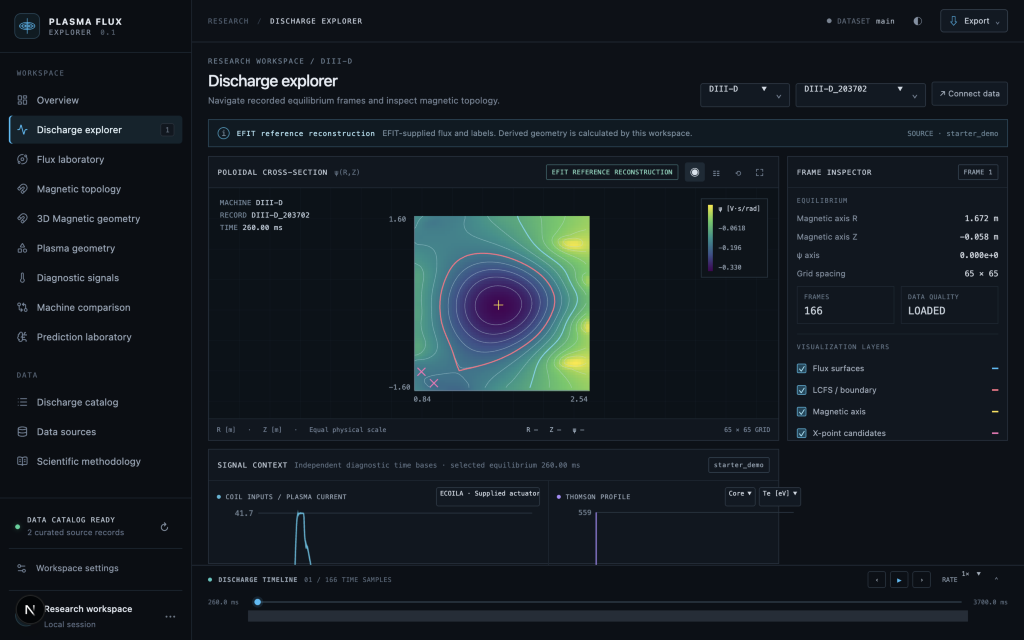 PLASMA FLUX
EXPLORER 0.1
WORKSPACE
Overview
Discharge explorer 1
Flux laboratory
Magnetic topology
3D Magnetic geometry
Plasma geometry
Diagnostic signals
Machine comparison
Prediction laboratory
DATA
Discharge catalog
Data sources
Scientific methodology
DATA CATALOG READY
2 curated source records
Workspace settings
N
Research workspace
Local session
RESEARCH / DISCHARGE EXPLORER
DATASET main
Export
RESEARCH WORKSPACE / DIII-D
Discharge explorer
Navigate recorded equilibrium frames and inspect magnetic topology.
DIII-D
DIII-D_203702
Connect data
EFIT reference reconstruction EFIT-supplied flux and labels. Derived geometry is calculated by this workspace.
SOURCE · starter_demo
POLOIDAL CROSS-SECTION ψ(R,Z)
EFIT REFERENCE RECONSTRUCTION
MACHINE DIII-D
RECORD DIII-D_203702
TIME 260.00 ms
1.60
−1.60
0.84
2.54
ψ [V·s/rad]
−0.0618
−0.196
−0.330
R [m] · Z [m] · Equal physical scale
R — Z — ψ —
65 × 65 GRID
FRAME INSPECTOR
FRAME 1
EQUILIBRIUM
Magnetic axis R 1.672 m
Magnetic axis Z −0.058 m
ψ axis 0.000e+0
Grid spacing 65 × 65
FRAMES
166
DATA QUALITY
LOADED
VISUALIZATION LAYERS
Flux surfaces
LCFS / boundary
Magnetic axis
X-point candidates
SIGNAL CONTEXT Independent diagnostic time bases · selected equilibrium 260.00 ms
starter_demo
COIL INPUTS / PLASMA CURRENT
ECOILA - Supplied actuator
41.7
THOMSON PROFILE
Core
Te [eV]
559
DISCHARGE TIMELINE 01 / 166 TIME SAMPLES
RATE 1×
260.0 ms
3700.0 ms